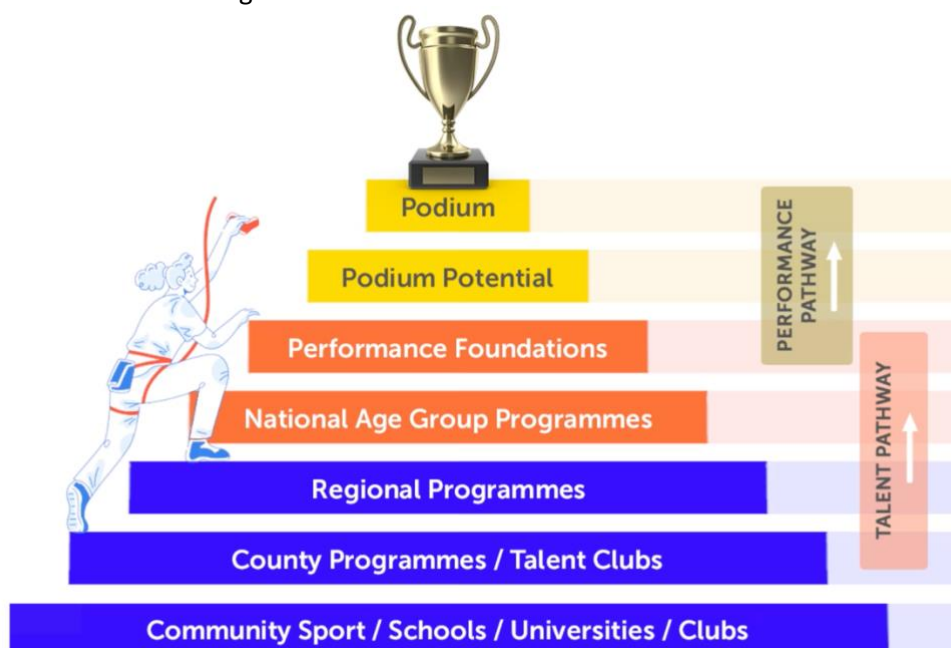 Podium
Podium Potential
Performance Foundations
National Age Group Programmes
Regional Programmes
County Programmes / Talent Clubs
Community Sport / Schools / Universities / Clubs
PERFORMANCE
PATHWAY
TALENT PATHWAY